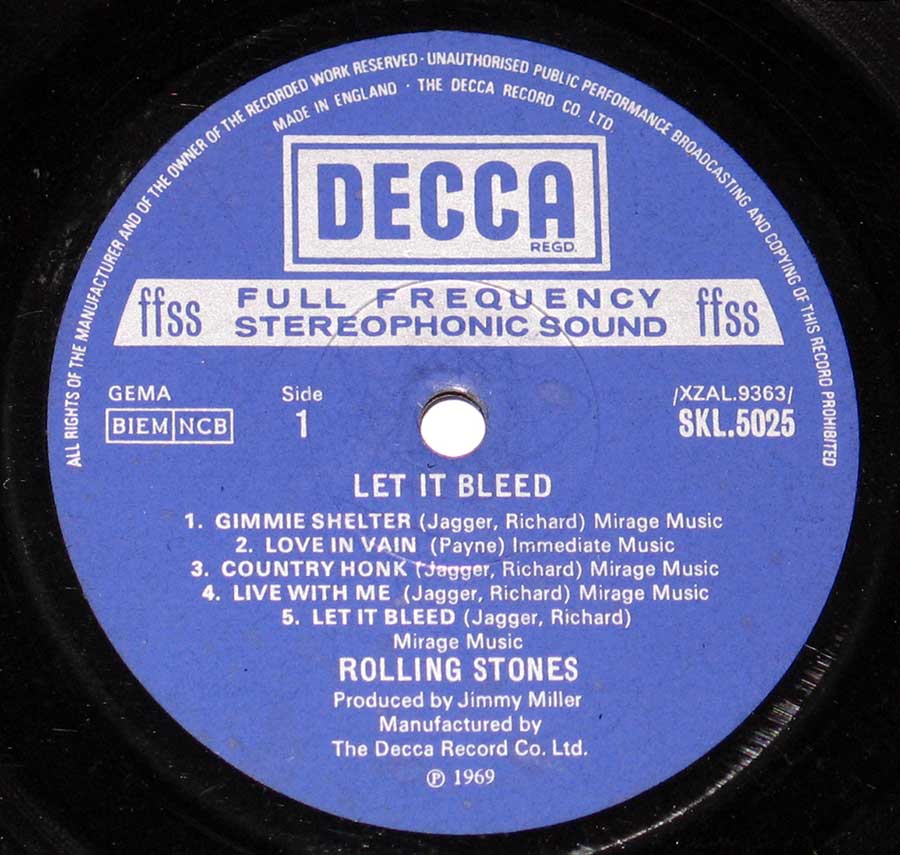 ALL RIGHTS OF THE MANUFACTURER AND OF THE OWNER OF THE RECORDED WORK RESERVED · UNAUTHORISED PUBLIC PERFORMANCE BROADCASTING AND COPYING OF THIS RECORD PROHIBITED
MADE IN ENGLAND · THE DECCA RECORD CO. LTD.
DECCA
REGD.
ffss FULL FREQUENCY ffss
STEREOPHONIC SOUND
GEMA Side /XZAL.9363/
BIEM NCB 1 SKL.5025
LET IT BLEED
1. GIMMIE SHELTER (Jagger, Richard) Mirage Music
2. LOVE IN VAIN (Payne) Immediate Music
3. COUNTRY HONK (Jagger, Richard) Mirage Music
4. LIVE WITH ME (Jagger, Richard) Mirage Music
5. LET IT BLEED (Jagger, Richard)
Mirage Music
ROLLING STONES
Produced by Jimmy Miller
Manufactured by
The Decca Record Co. Ltd.
℗ 1969